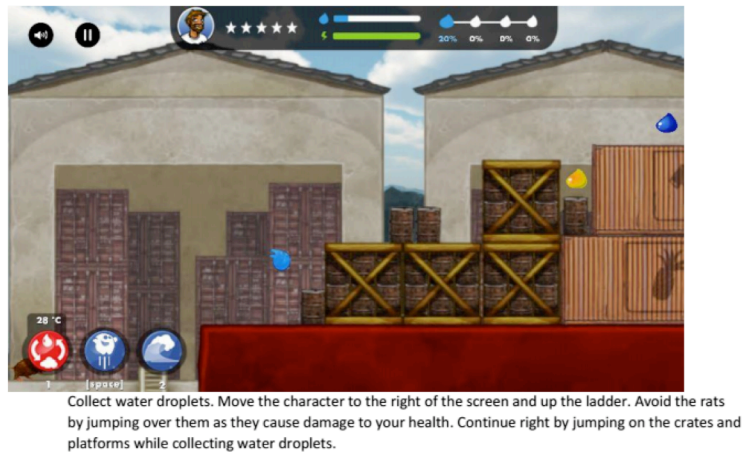 20% 0% 0% 0%
28 °C
1 [space] 2
Collect water droplets. Move the character to the right of the screen and up the ladder. Avoid the rats
by jumping over them as they cause damage to your health. Continue right by jumping on the crates and
platforms while collecting water droplets.